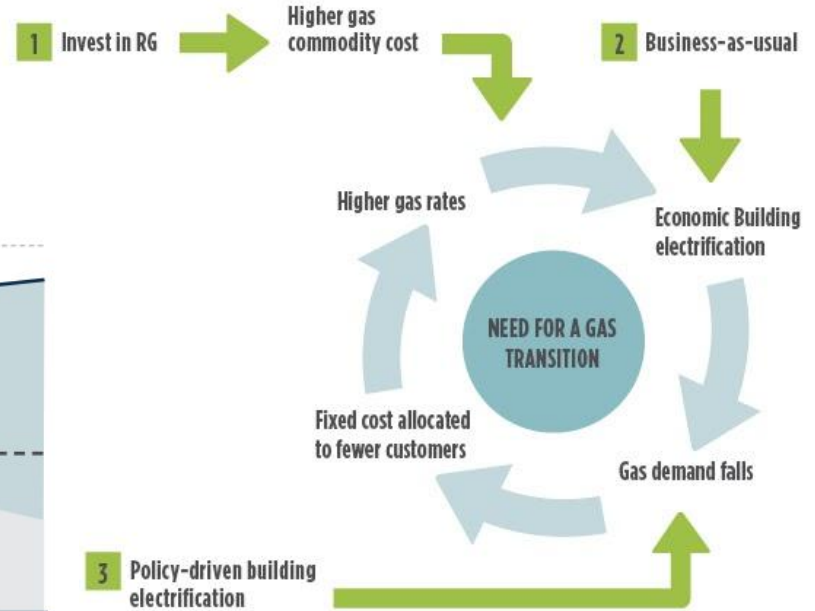 1 Invest in RG
Higher gas
commodity cost
2 Business-as-usual
Higher gas rates
Economic Building
electrification
NEED FOR A GAS
TRANSITION
Fixed cost allocated
to fewer customers
Gas demand falls
3 Policy-driven building
electrification